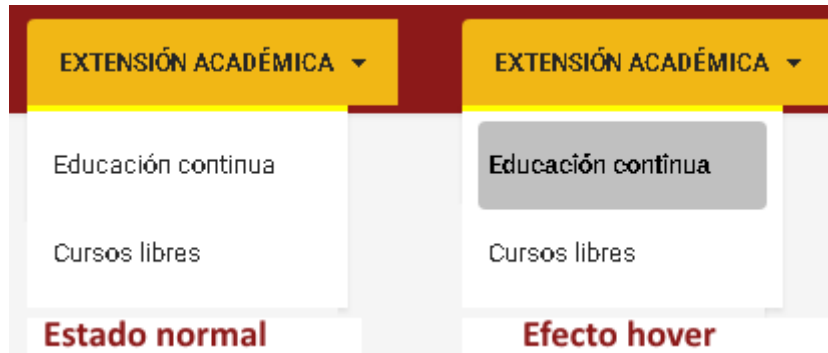 EXTENSIÓN ACADÉMICA
Educación continua
Cursos libres
Estado normal
EXTENSIÓN ACADÉMICA
Educación continua
Cursos libres
Efecto hover